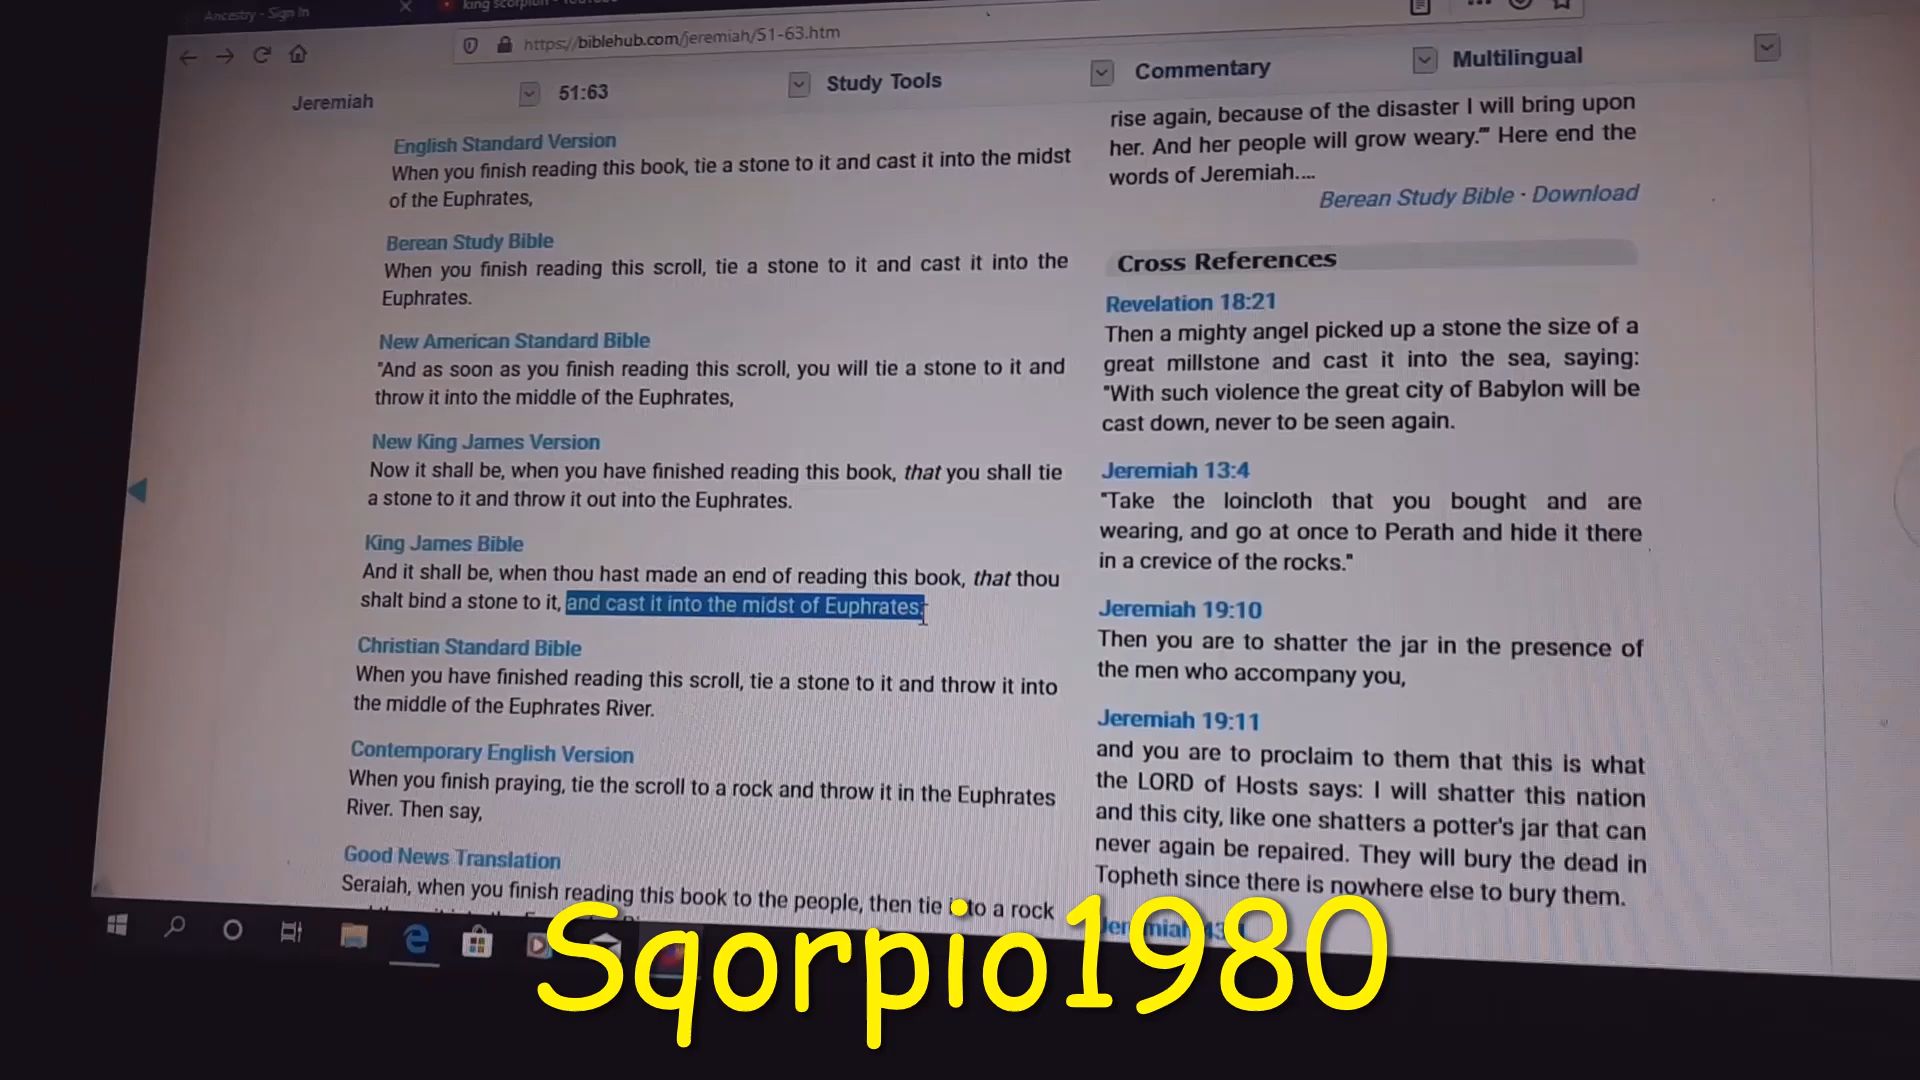 Ancestry - Sign In
king scorpion - YouTube
https://biblehub.com/jeremiah/51-63.htm
Jeremiah
51:63
Study Tools
Commentary
Multilingual
English Standard Version
When you finish reading this book, tie a stone to it and cast it into the midst
of the Euphrates,
Berean Study Bible
When you finish reading this scroll, tie a stone to it and cast it into the
Euphrates.
New American Standard Bible
"And as soon as you finish reading this scroll, you will tie a stone to it and
throw it into the middle of the Euphrates,
New King James Version
Now it shall be, when you have finished reading this book, that you shall tie
a stone to it and throw it out into the Euphrates.
King James Bible
And it shall be, when thou hast made an end of reading this book, that thou
shalt bind a stone to it, and cast it into the midst of Euphrates:
Christian Standard Bible
When you have finished reading this scroll, tie a stone to it and throw it into
the middle of the Euphrates River.
Contemporary English Version
When you finish praying, tie the scroll to a rock and throw it in the Euphrates
River. Then say,
Good News Translation
Seraiah, when you finish reading this book to the people, then tie it to a rock
rise again, because of the disaster I will bring upon
her. And her people will grow weary.'" Here end the
words of Jeremiah....
Berean Study Bible · Download
Cross References
Revelation 18:21
Then a mighty angel picked up a stone the size of a
great millstone and cast it into the sea, saying:
"With such violence the great city of Babylon will be
cast down, never to be seen again.
Jeremiah 13:4
"Take the loincloth that you bought and are
wearing, and go at once to Perath and hide it there
in a crevice of the rocks."
Jeremiah 19:10
Then you are to shatter the jar in the presence of
the men who accompany you,
Jeremiah 19:11
and you are to proclaim to them that this is what
the LORD of Hosts says: I will shatter this nation
and this city, like one shatters a potter's jar that can
never again be repaired. They will bury the dead in
Topheth since there is nowhere else to bury them.
Jeremiah
Sqorpio1980